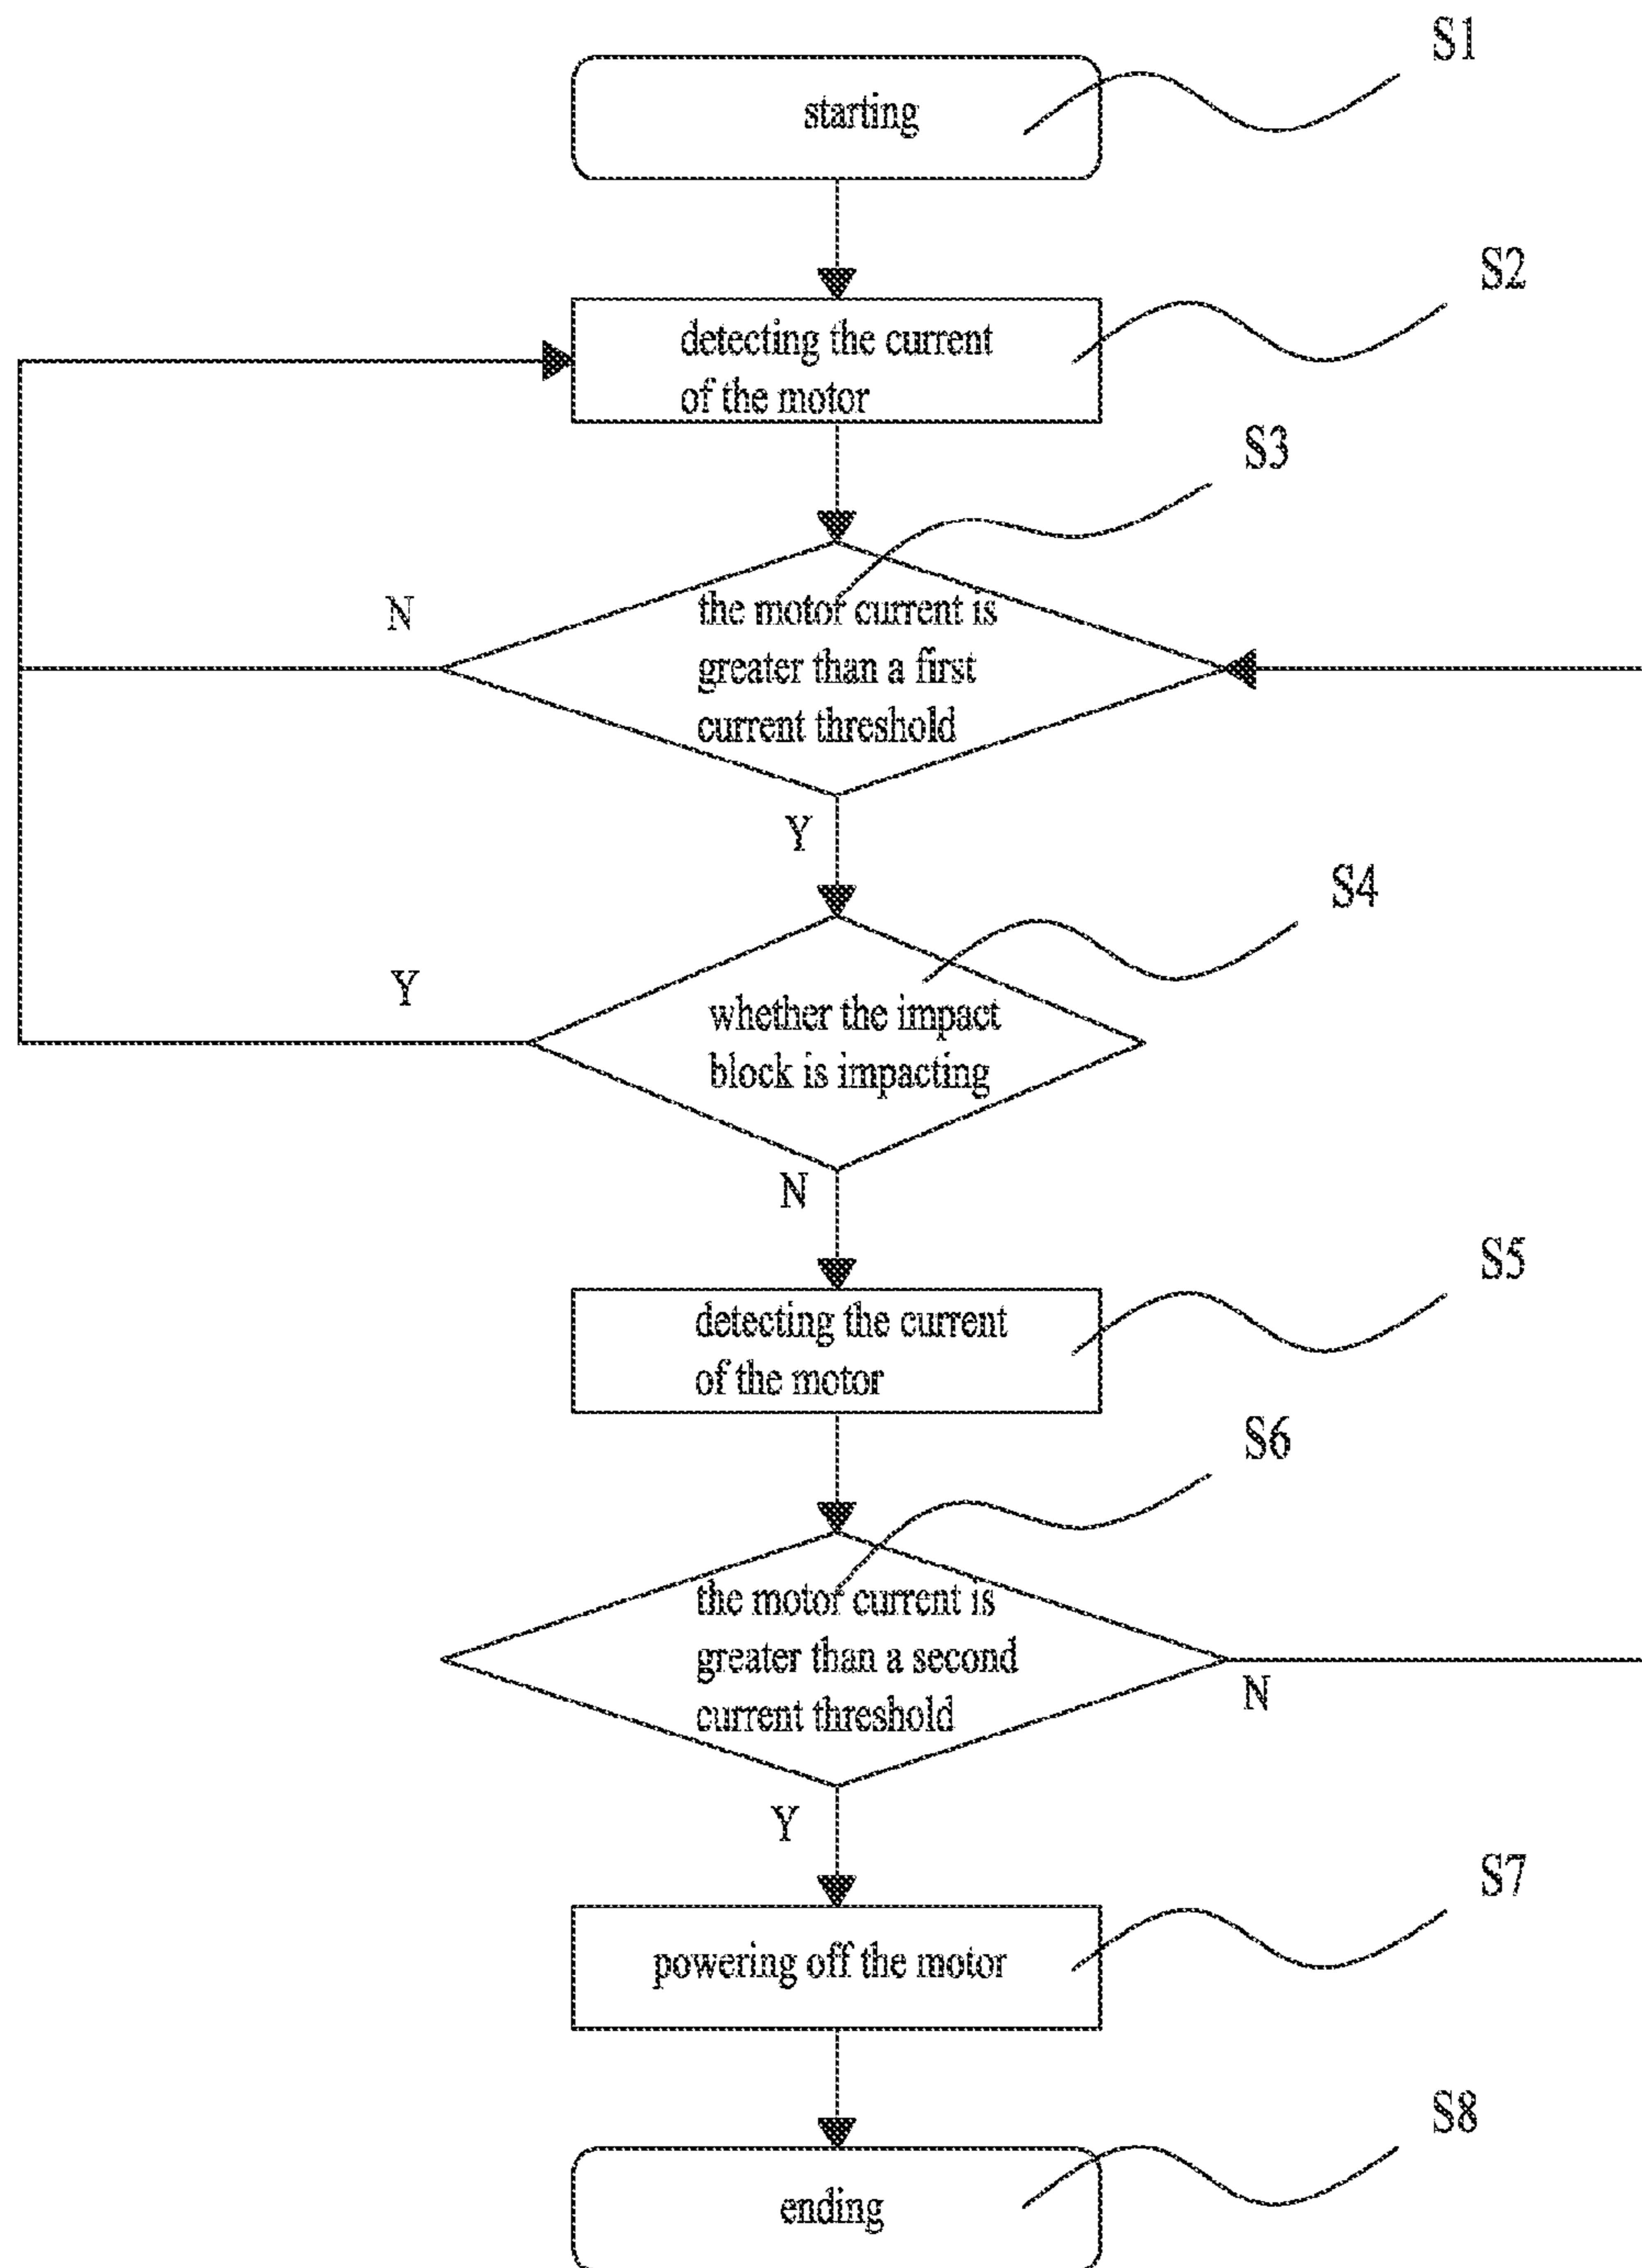 S1
starting
S2
detecting the current
of the motor
S3
the motor current is
greater than a first
current threshold
N
Y
S4
whether the impact
block is impacting
Y
N
S5
detecting the current
of the motor
S6
the motor current is
greater than a second
current threshold
N
Y
S7
powering off the motor
S8
ending